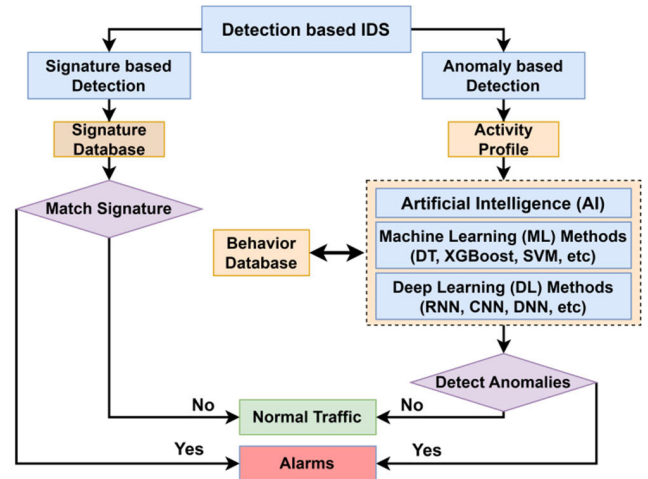 Detection based IDS
Signature based
Detection
Anomaly based
Detection
Signature
Database
Activity
Profile
Match Signature
Artificial Intelligence (AI)
Machine Learning (ML) Methods
(DT, XGBoost, SVM, etc)
Behavior
Database
Deep Learning (DL) Methods
(RNN, CNN, DNN, etc)
Detect Anomalies
No
Normal Traffic
No
Yes
Alarms
Yes